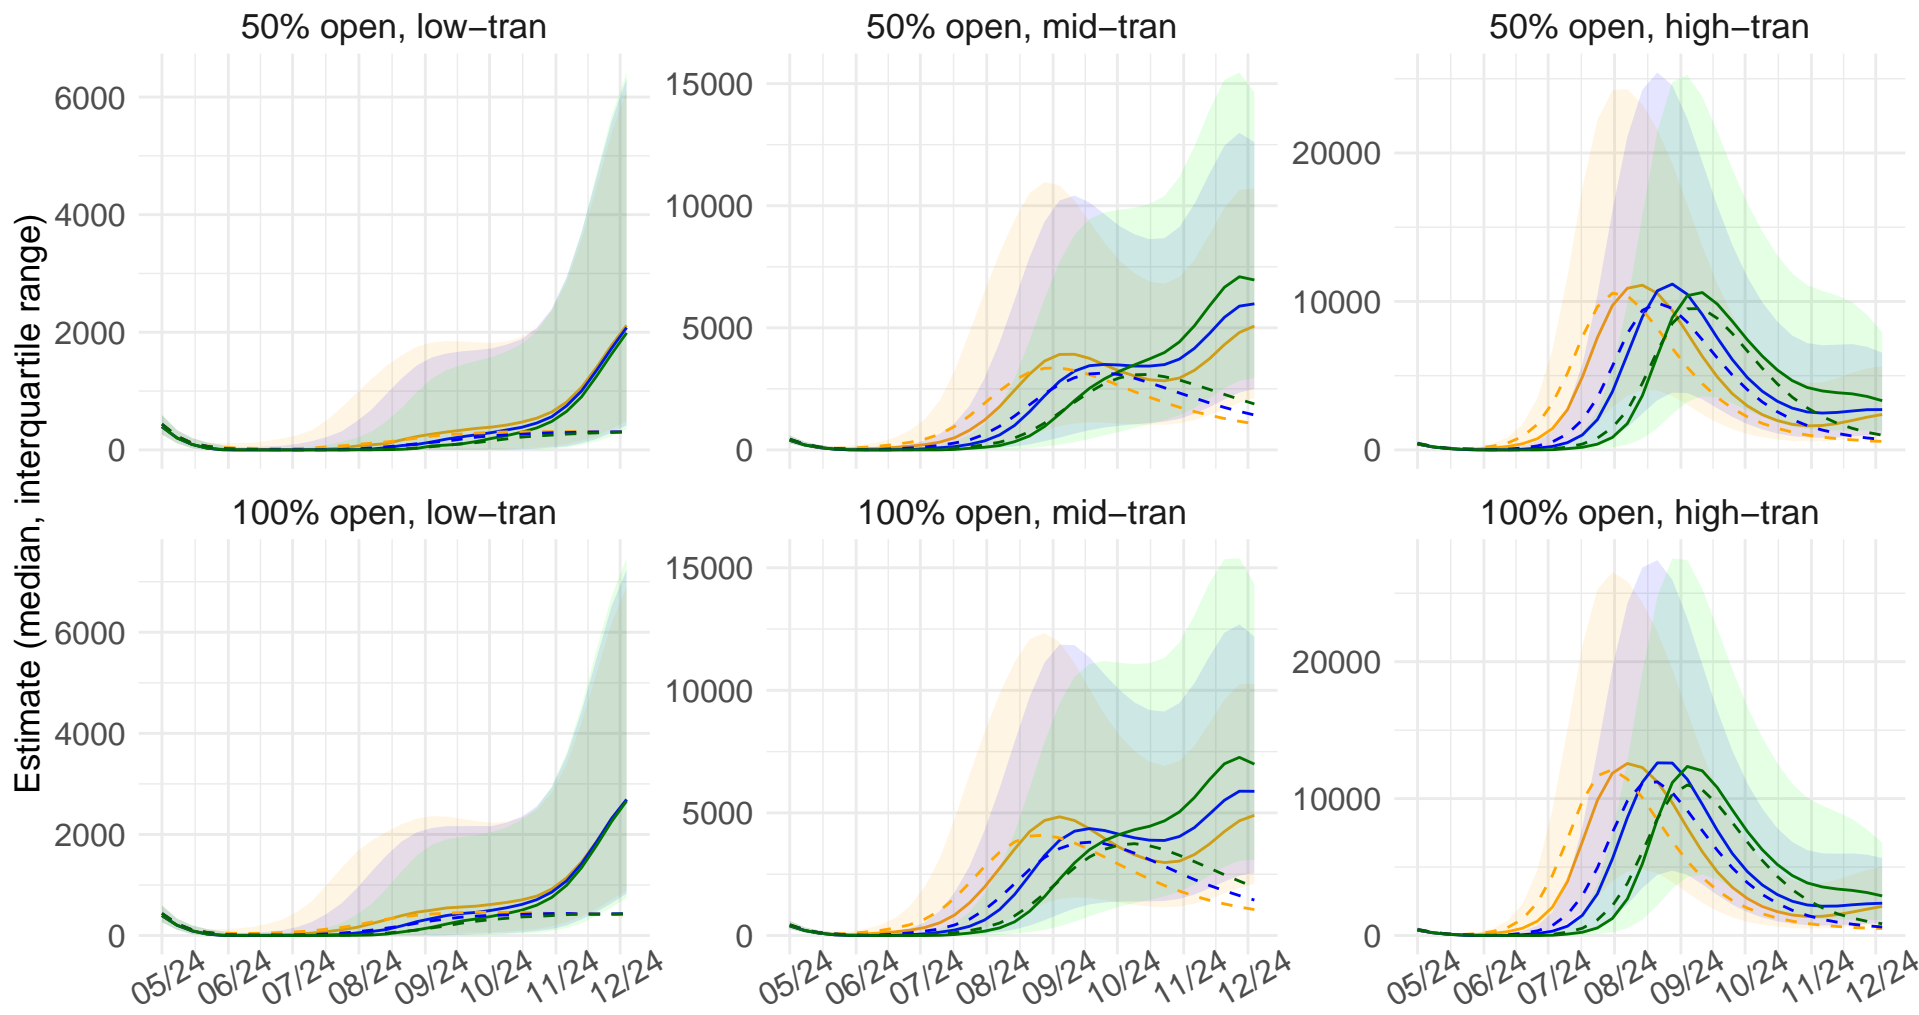 50% open, low−tran
50% open, mid−tran
50% open, high−tran
Estimate (median, interquartile range)
6000
4000
2000
0
15000
10000
5000
0
20000
10000
0
100% open, low−tran
100% open, mid−tran
100% open, high−tran
6000
4000
2000
0
15000
10000
5000
0
20000
10000
0
05/24 06/24 07/24 08/24 09/24 10/24 11/24 12/24
05/24 06/24 07/24 08/24 09/24 10/24 11/24 12/24
05/24 06/24 07/24 08/24 09/24 10/24 11/24 12/24